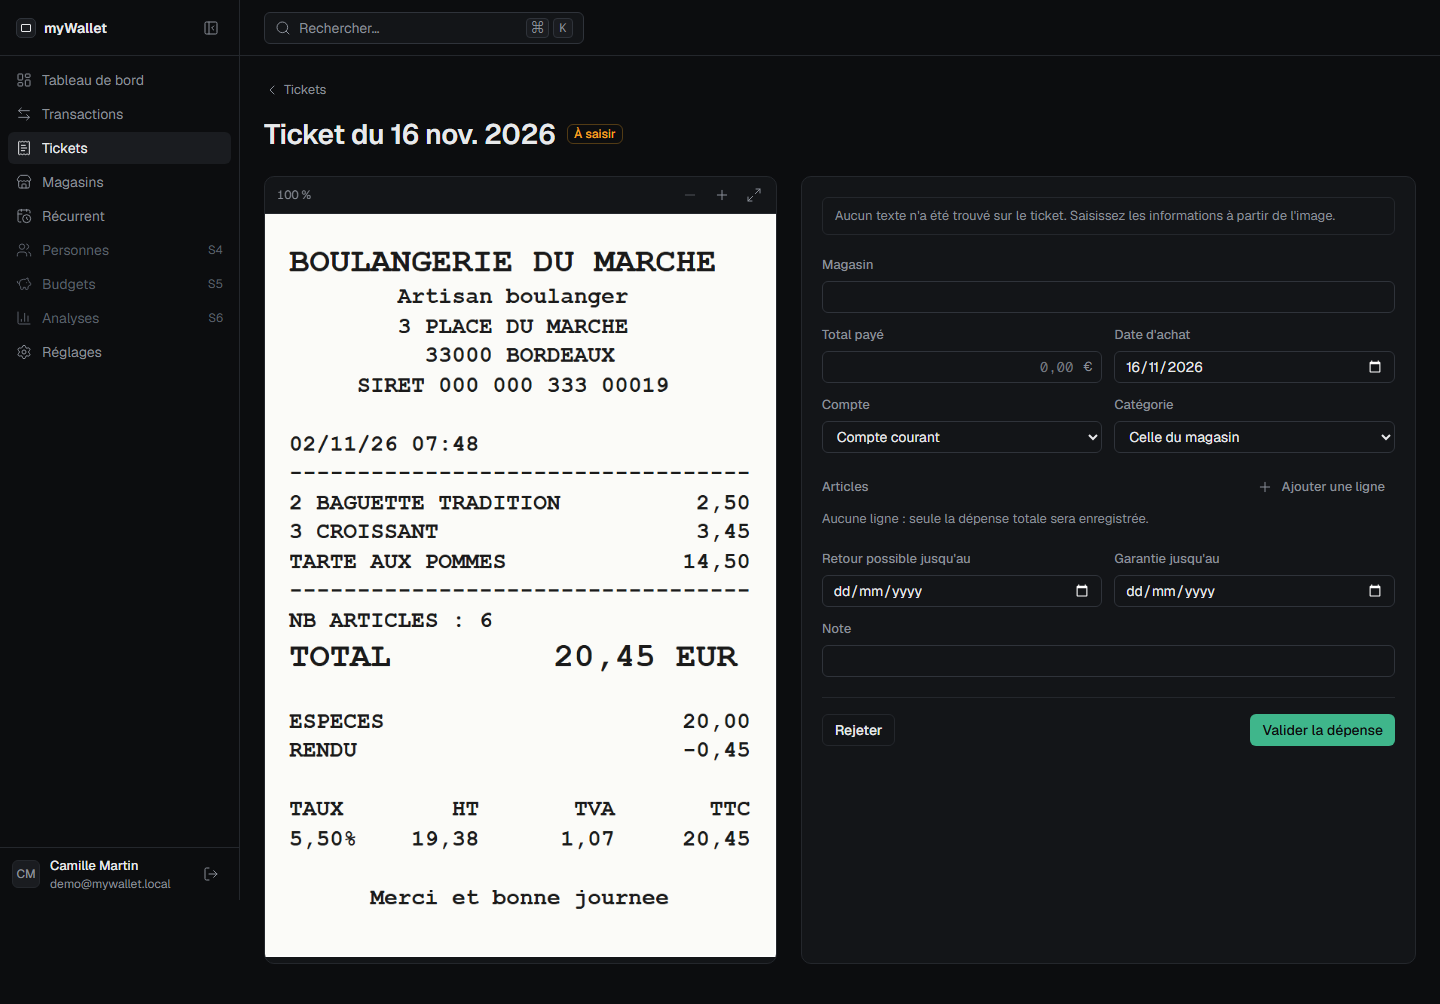 myWallet
Rechercher…
⌘ K
Tableau de bord
Transactions
Tickets
Magasins
Récurrent
Personnes S4
Budgets S5
Analyses S6
Réglages
Camille Martin
CM
demo@mywallet.local
Tickets
Ticket du 16 nov. 2026
À saisir
100 %
BOULANGERIE DU MARCHE
Artisan boulanger
3 PLACE DU MARCHE
33000 BORDEAUX
SIRET 000 000 333 00019
02/11/26 07:48
----------------------------------
2 BAGUETTE TRADITION 2,50
3 CROISSANT 3,45
TARTE AUX POMMES 14,50
----------------------------------
NB ARTICLES : 6
TOTAL 20,45 EUR
ESPECES 20,00
RENDU -0,45
TAUX HT TVA TTC
5,50% 19,38 1,07 20,45
Merci et bonne journee
Aucun texte n'a été trouvé sur le ticket. Saisissez les informations à partir de l'image.
Magasin
Total payé Date d'achat
0,00 € 16/11/2026
Compte Catégorie
Compte courant Celle du magasin
Articles + Ajouter une ligne
Aucune ligne : seule la dépense totale sera enregistrée.
Retour possible jusqu'au Garantie jusqu'au
dd/mm/yyyy dd/mm/yyyy
Note
Rejeter Valider la dépense